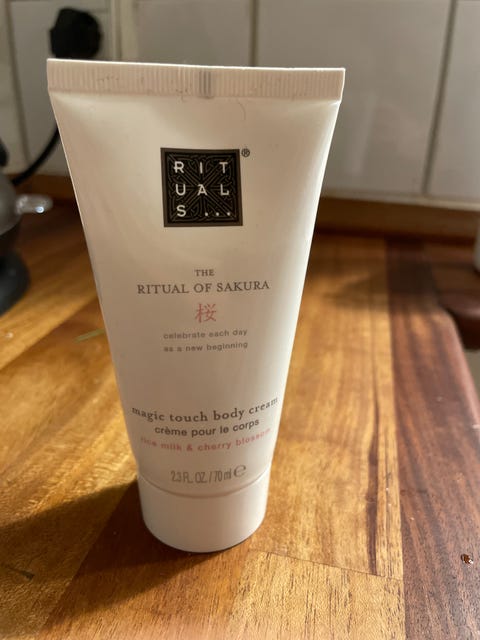 RIT
UAL
S...
®
THE
RITUAL OF SAKURA
桜
celebrate each day
as a new beginning
magic touch body cream
crème pour le corps
rice milk & cherry blossom
2.3 FL. OZ. / 70 ml ℮